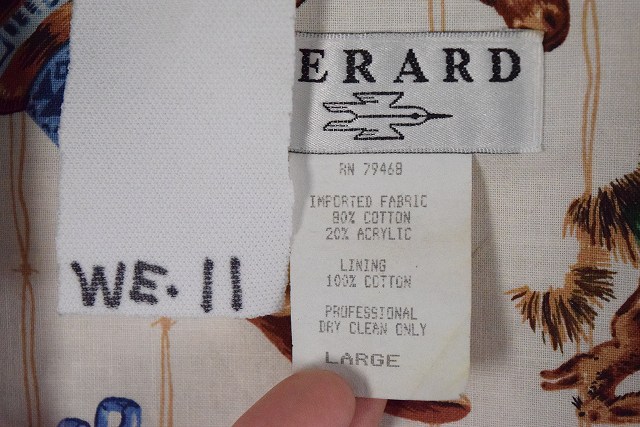 ERARD
RN 79468
IMPORTED FABRIC
80% COTTON
20% ACRYLIC
LINING
100% COTTON
PROFESSIONAL
DRY CLEAN ONLY
LARGE
WE. 11